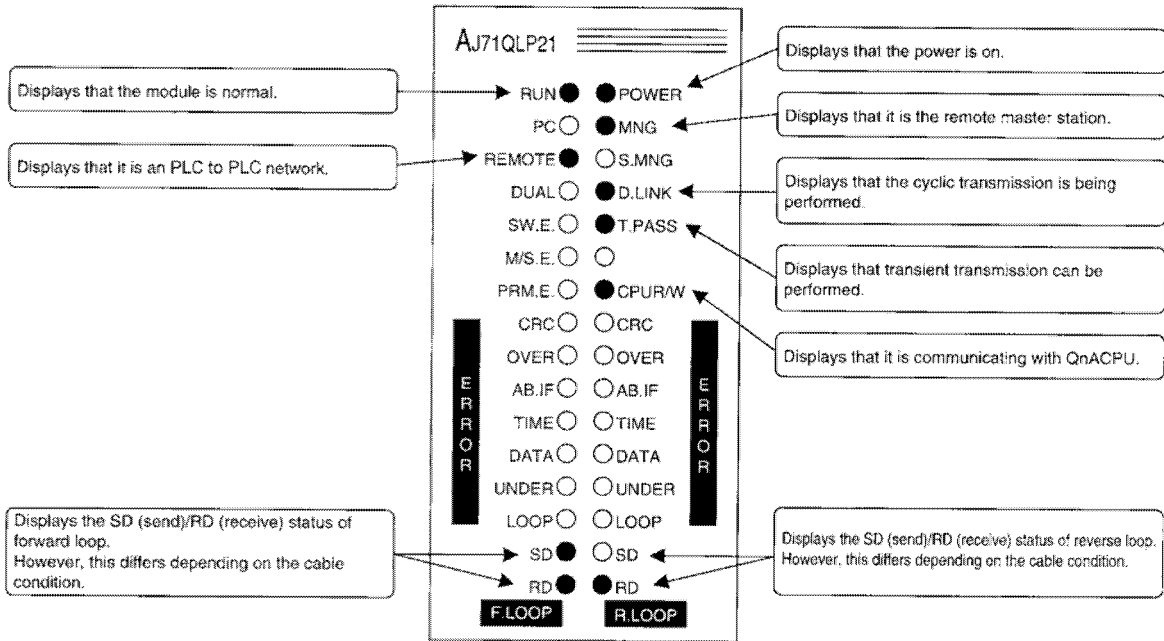 AJ71QLP21
Displays that the module is normal.
Displays that it is an PLC to PLC network.
Displays the SD (send)/RD (receive) status of
forward loop.
However, this differs depending on the cable
condition.
RUN
PC
REMOTE
DUAL
SW.E.
M/S.E.
PRM.E.
CRC
OVER
AB.IF
TIME
DATA
UNDER
LOOP
SD
RD
ERROR
F.LOOP
POWER
MNG
S.MNG
D.LINK
T.PASS
CPUR/W
CRC
OVER
AB.IF
TIME
DATA
UNDER
LOOP
SD
RD
ERROR
R.LOOP
Displays that the power is on.
Displays that it is the remote master station.
Displays that the cyclic transmission is being
performed.
Displays that transient transmission can be
performed.
Displays that it is communicating with QnACPU.
Displays the SD (send)/RD (receive) status of reverse loop.
However, this differs depending on the cable condition.